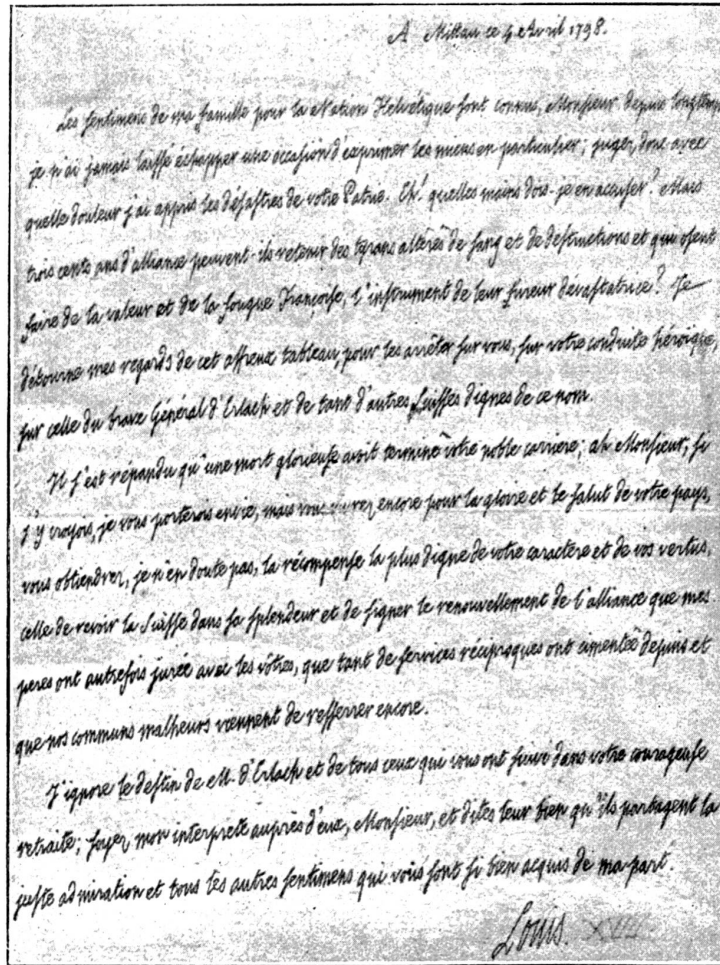 A Mittau ce 4 Avril 1798.
Les sentimens de ma famille pour la Nation Helvétique sont connus, Monsieur, depuis longtems,
je n'ai jamais laissé échapper une occasion d'exprimer les miens en particulier; jugez donc avec
quelle douleur j'ai appris les désastres de votre Patrie. Eh! quelles mains dois-je en accuser? Mais
trois cents ans d'alliance peuvent-ils retenir des tyrans altérés de sang et de destructions et qui osent
faire de la valeur et de la fougue Françoise, l'instrument de leur fureur dévastatrice? Je
détourne mes regards de cet affreux tableau, pour les arrêter sur vous, sur votre conduite héroïque,
sur celle du brave Général d'Erlach et de tant d'autres Suisses dignes de ce nom.
Il s'est répandu qu'une mort glorieuse avoit terminé votre noble carriere; ah Monsieur, si
j'y croyois, je vous porterois envie, mais vous vivrez encore pour la gloire et le salut de votre pays,
vous obtiendrez, je n'en doute pas, la récompense la plus digne de votre caractere et de vos vertus,
celle de revoir la Suisse dans sa splendeur et de signer le renouvellement de l'alliance que mes
peres ont autrefois jurée avec les vôtres, que tant de services réciproques ont cimentée depuis et
que nos communs malheurs viennent de resserrer encore.
J'ignore le destin de M. d'Erlach et de tous ceux qui vous ont suivi dans votre courageuse
retraite; soyez mon interprete auprès d'eux, Monsieur, et dites leur bien qu'ils partagent la
juste admiration et tous les autres sentimens qui vous sont si bien acquis de ma part.
Louis. XVIII